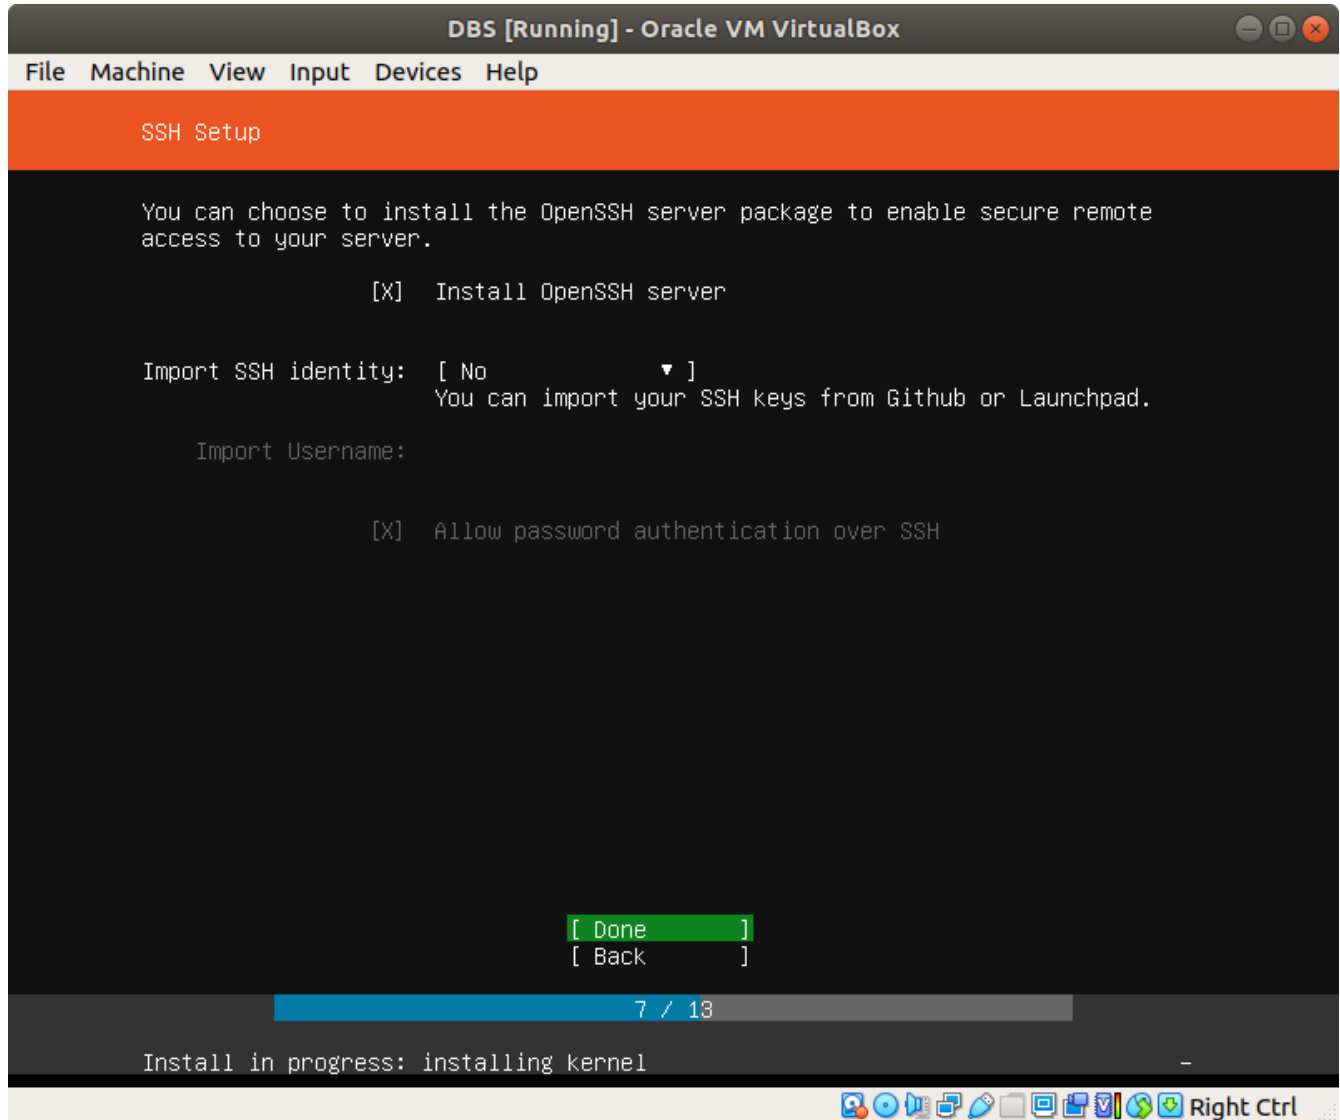 DBS [Running] - Oracle VM VirtualBox
File Machine View Input Devices Help
SSH Setup
You can choose to install the OpenSSH server package to enable secure remote
access to your server.
[X] Install OpenSSH server
Import SSH identity: [ No ▾ ]
You can import your SSH keys from Github or Launchpad.
Import Username:
[X] Allow password authentication over SSH
[ Done ]
[ Back ]
7 / 13
Install in progress: installing kernel -
Right Ctrl